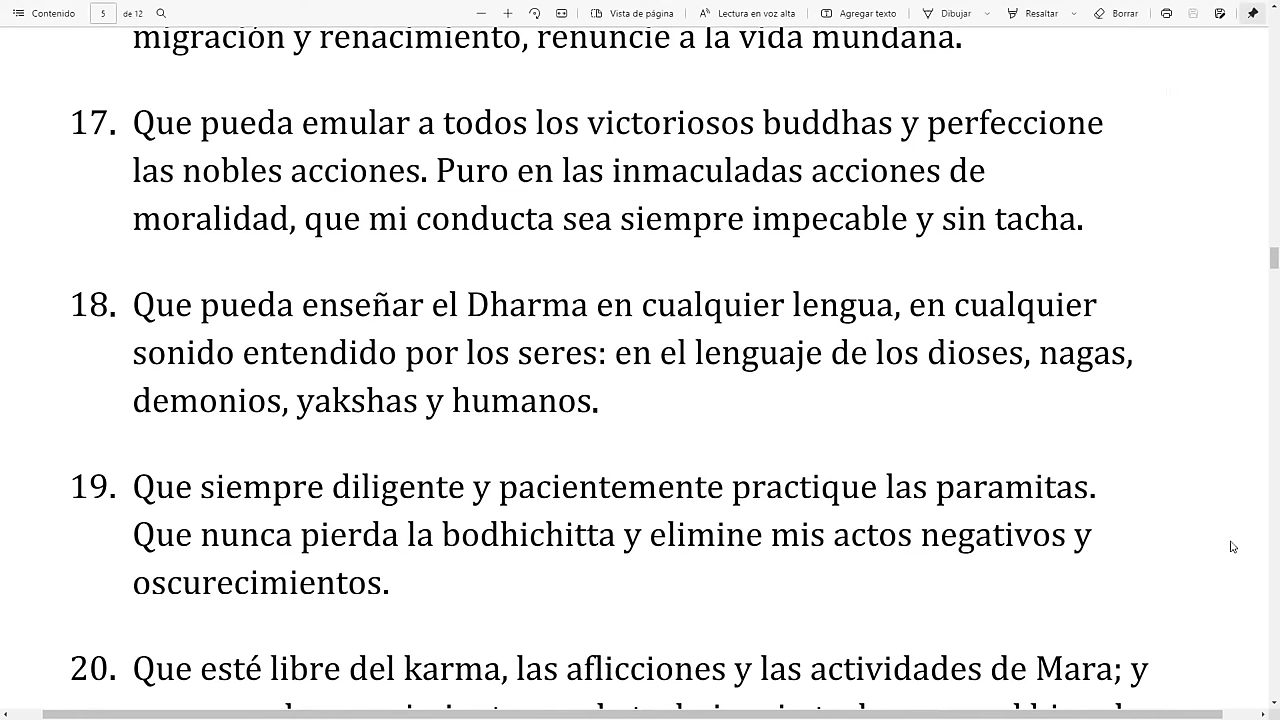 Contenido 5 de 12 Vista de página Lectura en voz alta Agregar texto Dibujar Resaltar Borrar
migración y renacimiento, renuncie a la vida mundana.
17. Que pueda emular a todos los victoriosos buddhas y perfeccione
las nobles acciones. Puro en las inmaculadas acciones de
moralidad, que mi conducta sea siempre impecable y sin tacha.
18. Que pueda enseñar el Dharma en cualquier lengua, en cualquier
sonido entendido por los seres: en el lenguaje de los dioses, nagas,
demonios, yakshas y humanos.
19. Que siempre diligente y pacientemente practique las paramitas.
Que nunca pierda la bodhichitta y elimine mis actos negativos y
oscurecimientos.
20. Que esté libre del karma, las aflicciones y las actividades de Mara; y